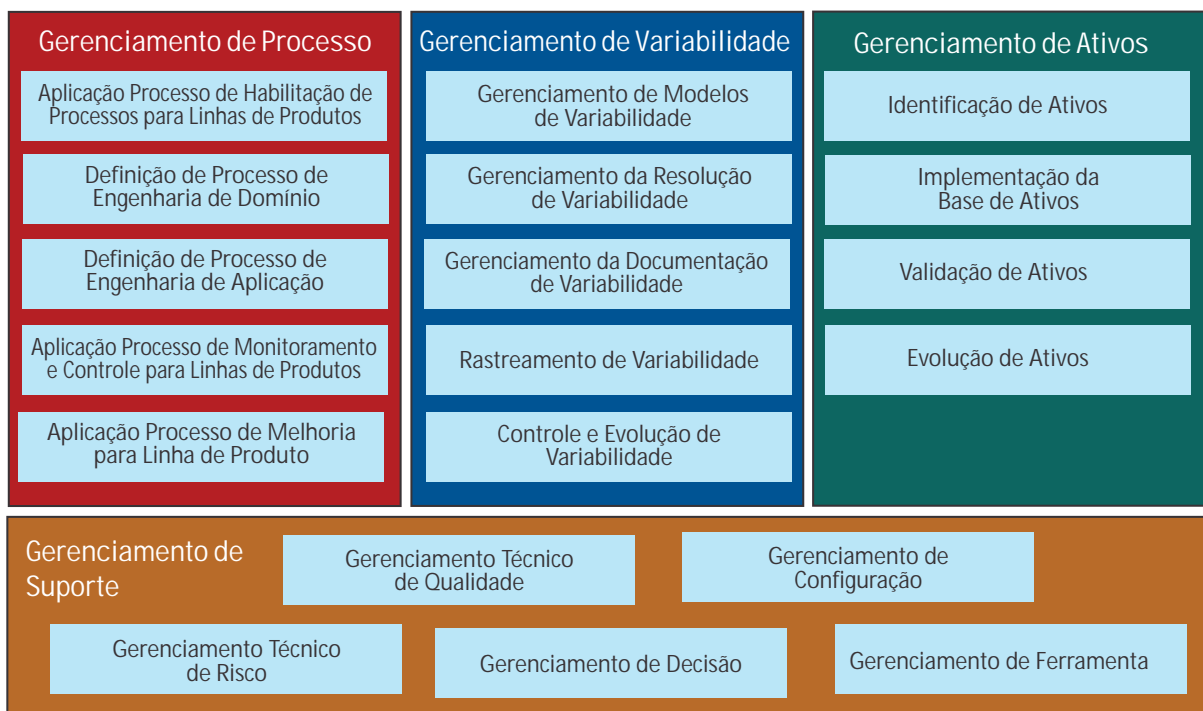 Gerenciamento de Processo
Aplicação Processo de Habilitação de
Processos para Linhas de Produtos
Definição de Processo de
Engenharia de Domínio
Definição de Processo de
Engenharia de Aplicação
Aplicação Processo de Monitoramento
e Controle para Linhas de Produtos
Aplicação Processo de Melhoria
para Linha de Produto
Gerenciamento de Variabilidade
Gerenciamento de Modelos
de Variabilidade
Gerenciamento da Resolução
de Variabilidade
Gerenciamento da Documentação
de Variabilidade
Rastreamento de Variabilidade
Controle e Evolução de
Variabilidade
Gerenciamento de Ativos
Identificação de Ativos
Implementação da
Base de Ativos
Validação de Ativos
Evolução de Ativos
Gerenciamento de
Suporte
Gerenciamento Técnico
de Qualidade
Gerenciamento de
Configuração
Gerenciamento Técnico
de Risco
Gerenciamento de Decisão
Gerenciamento de Ferramenta